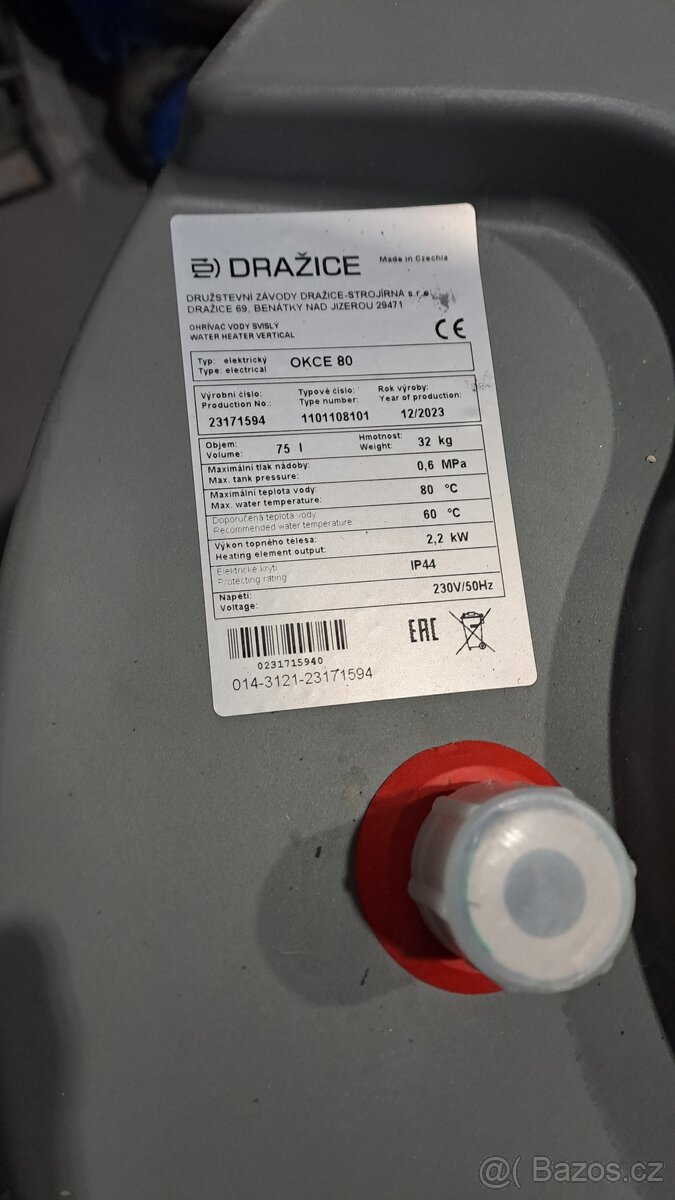 DRAŽICE Made in Czechia
DRUŽSTEVNÍ ZÁVODY DRAŽICE-STROJÍRNA s.r.o.
DRAŽICE 69, BENÁTKY NAD JIZEROU 29471
OHŘÍVAČ VODY SVISLÝ
WATER HEATER VERTICAL
CE
Typ: elektrický
Type: electrical
OKCE 80
Výrobní číslo: Typové číslo: Rok výroby:
Production No.: Type number: Year of production:
23171594 1101108101 12/2023
Objem: Hmotnost:
Volume: 75 l Weight: 32 kg
Maximální tlak nádoby:
Max. tank pressure: 0,6 MPa
Maximální teplota vody:
Max. water temperature: 80 °C
Doporučená teplota vody
Recommended water temperature 60 °C
Výkon topného tělesa:
Heating element output: 2,2 kW
Elektrické krytí
Protecting rating: IP44
Napětí: 230V/50Hz
Voltage:
EAC
0231715940
014-3121-23171594
@( Bazos.cz